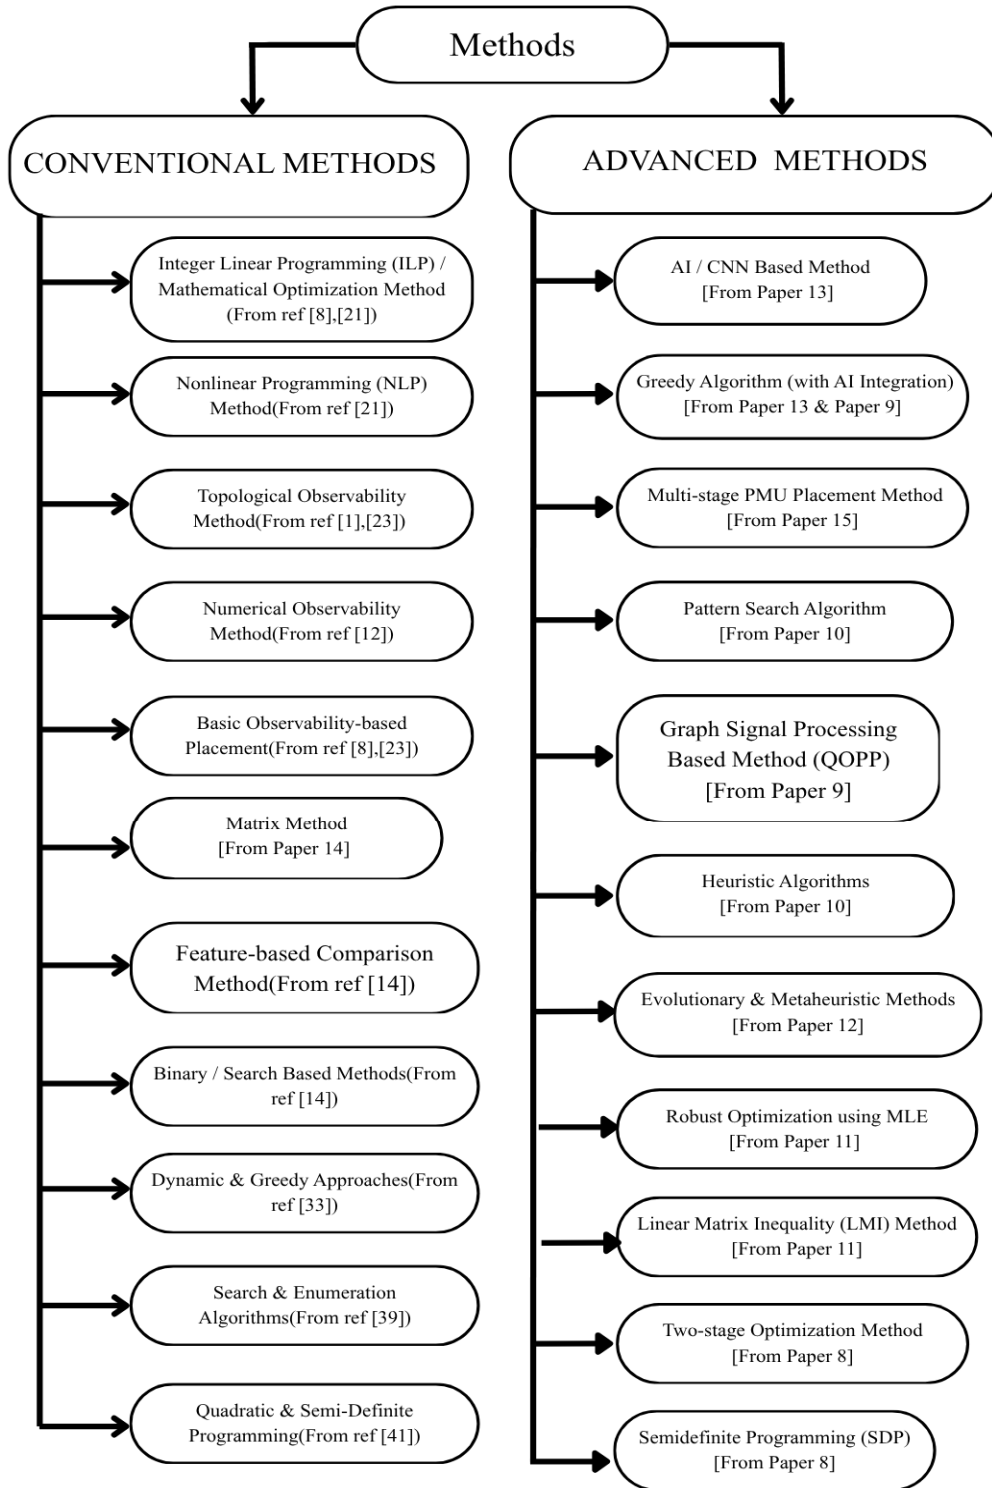 Methods
CONVENTIONAL METHODS
Integer Linear Programming (ILP) /
Mathematical Optimization Method
(From ref [8],[21])
Nonlinear Programming (NLP)
Method(From ref [21])
Topological Observability
Method(From ref [1],[23])
Numerical Observability
Method(From ref [12])
Basic Observability-based
Placement(From ref [8],[23])
Matrix Method
[From Paper 14]
Feature-based Comparison
Method(From ref [14])
Binary / Search Based Methods(From
ref [14])
Dynamic & Greedy Approaches(From
ref [33])
Search & Enumeration
Algorithms(From ref [39])
Quadratic & Semi-Definite
Programming(From ref [41])
ADVANCED METHODS
AI / CNN Based Method
[From Paper 13]
Greedy Algorithm (with AI Integration)
[From Paper 13 & Paper 9]
Multi-stage PMU Placement Method
[From Paper 15]
Pattern Search Algorithm
[From Paper 10]
Graph Signal Processing
Based Method (QOPP)
[From Paper 9]
Heuristic Algorithms
[From Paper 10]
Evolutionary & Metaheuristic Methods
[From Paper 12]
Robust Optimization using MLE
[From Paper 11]
Linear Matrix Inequality (LMI) Method
[From Paper 11]
Two-stage Optimization Method
[From Paper 8]
Semidefinite Programming (SDP)
[From Paper 8]